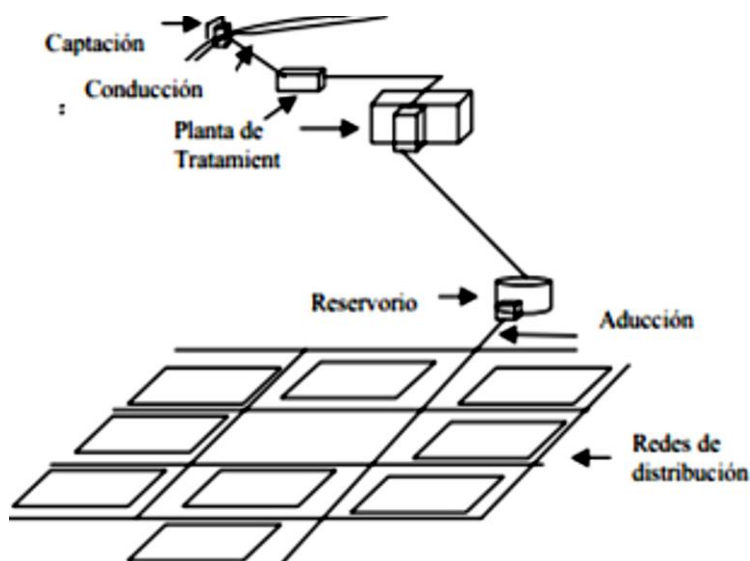 Captación
Conducción
:
Planta de
Tratamient
Reservorio
Aducción
Redes de
distribución